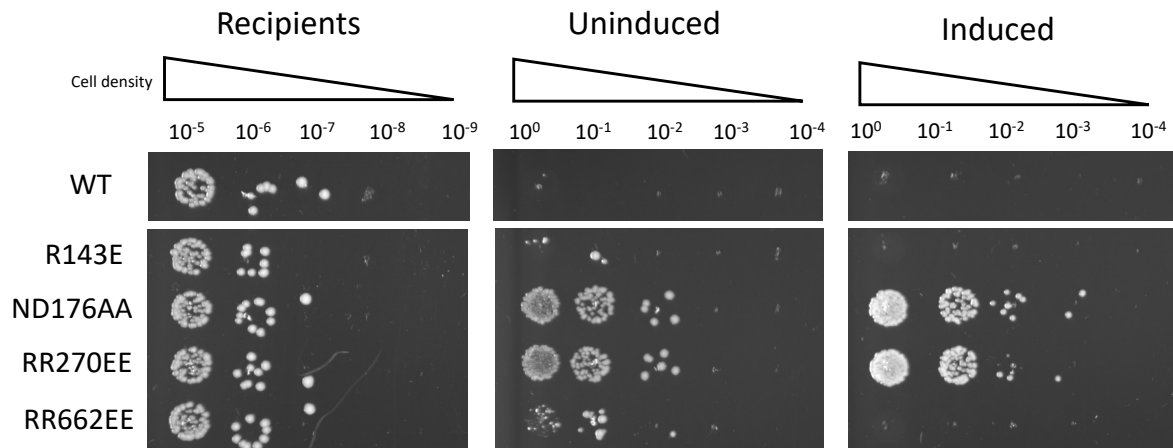 Recipients Uninduced Induced
Cell density
10⁻⁵ 10⁻⁶ 10⁻⁷ 10⁻⁸ 10⁻⁹ 10⁰ 10⁻¹ 10⁻² 10⁻³ 10⁻⁴ 10⁰ 10⁻¹ 10⁻² 10⁻³ 10⁻⁴
WT
R143E
ND176AA
RR270EE
RR662EE